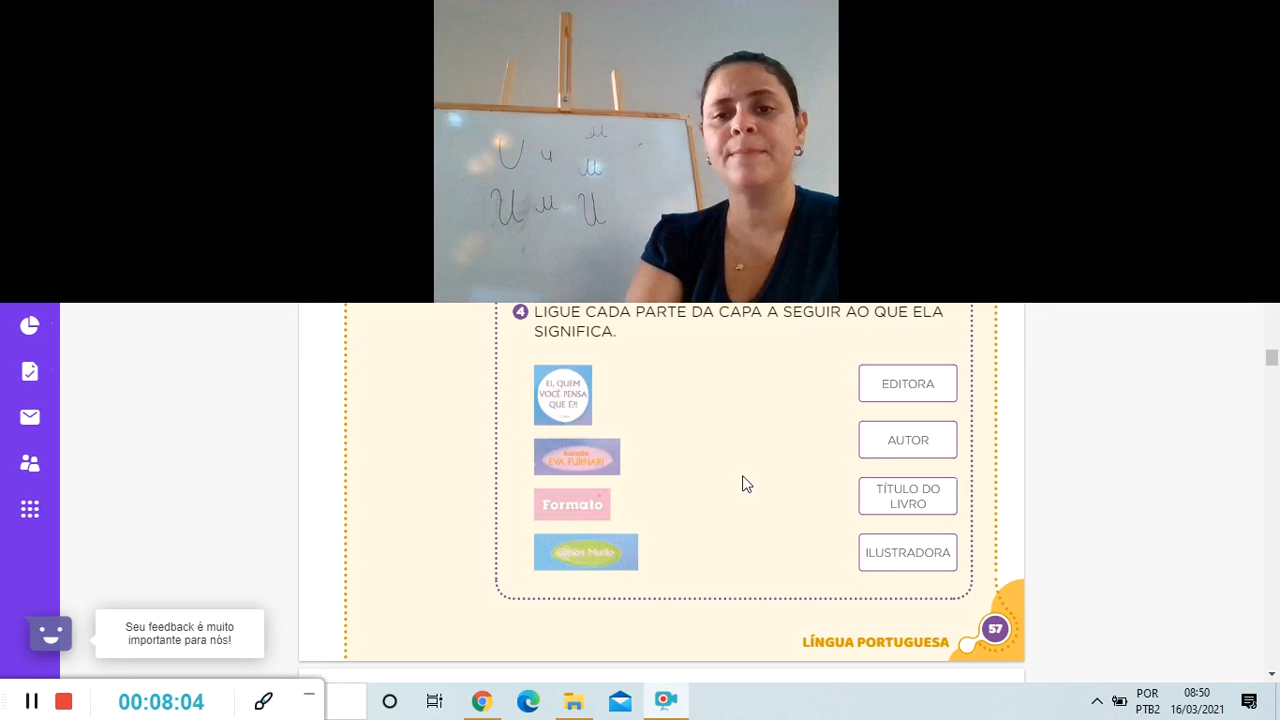 U u u
u
U u U
4 LIGUE CADA PARTE DA CAPA A SEGUIR AO QUE ELA
SIGNIFICA.
EI, QUEM
VOCÊ PENSA
QUE É?!
EDITORA
EVA FURNARI
AUTOR
Formato
TÍTULO DO
LIVRO
Murilo
ILUSTRADORA
57
LÍNGUA PORTUGUESA
Seu feedback é muito
importante para nós!
00:08:04
POR
PTB2
08:50
16/03/2021